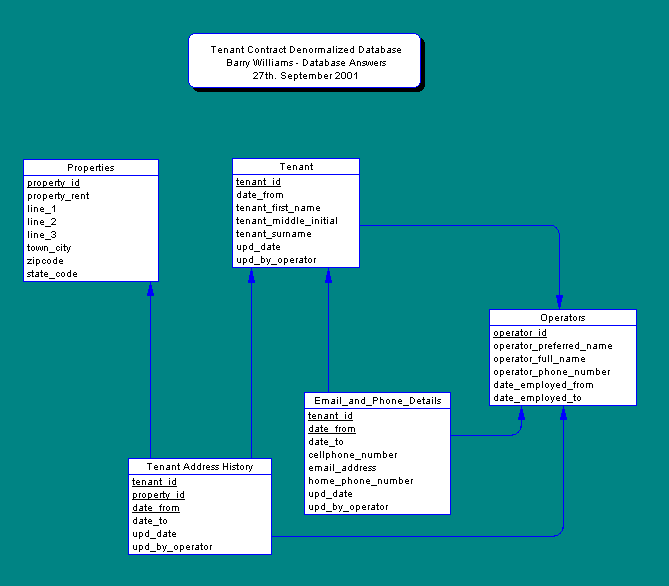 Tenant Contract Denormalized Database
Barry Williams - Database Answers
27th. September 2001
Properties
property_id
property_rent
line_1
line_2
line_3
town_city
zipcode
state_code
Tenant
tenant_id
date_from
tenant_first_name
tenant_middle_initial
tenant_surname
upd_date
upd_by_operator
Operators
operator_id
operator_preferred_name
operator_full_name
operator_phone_number
date_employed_from
date_employed_to
Email_and_Phone_Details
tenant_id
date_from
date_to
cellphone_number
email_address
home_phone_number
upd_date
upd_by_operator
Tenant Address History
tenant_id
property_id
date_from
date_to
upd_date
upd_by_operator